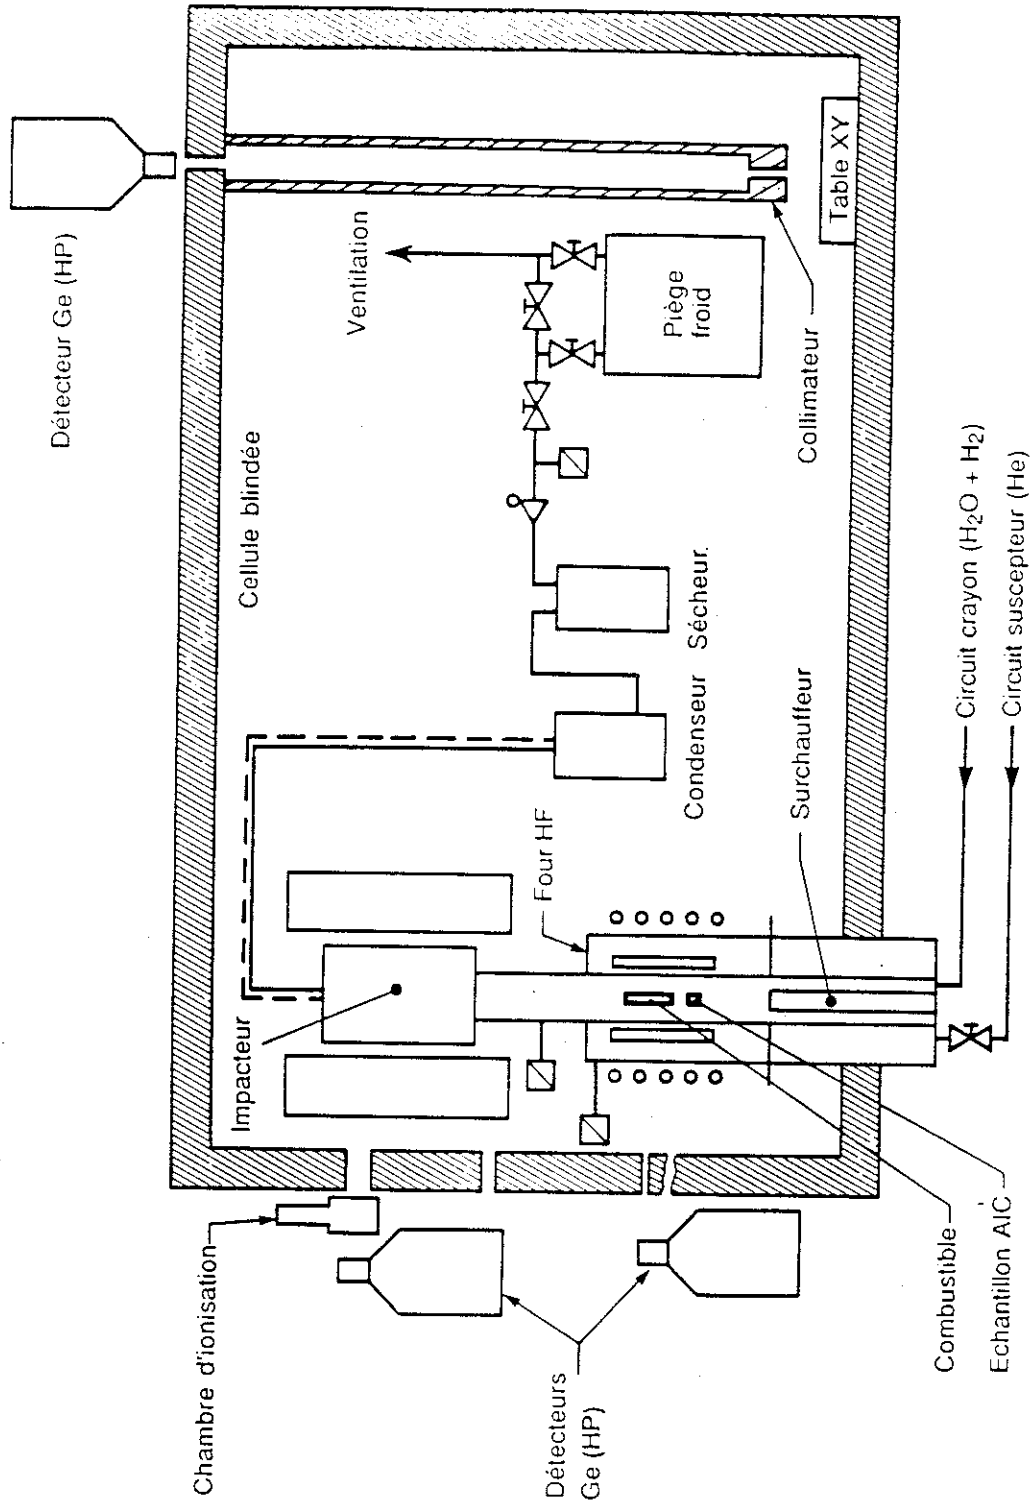 Détecteur Ge (HP)
Cellule blindée
Ventilation
Piège
froid
Table XY
Collimateur
Sécheur.
Condenseur
Circuit crayon (H₂O + H₂)
Circuit suscepteur (He)
Surchauffeur
Four HF
Impacteur
Chambre d'ionisation
Détecteurs
Ge (HP)
Combustible
Echantillon AIC